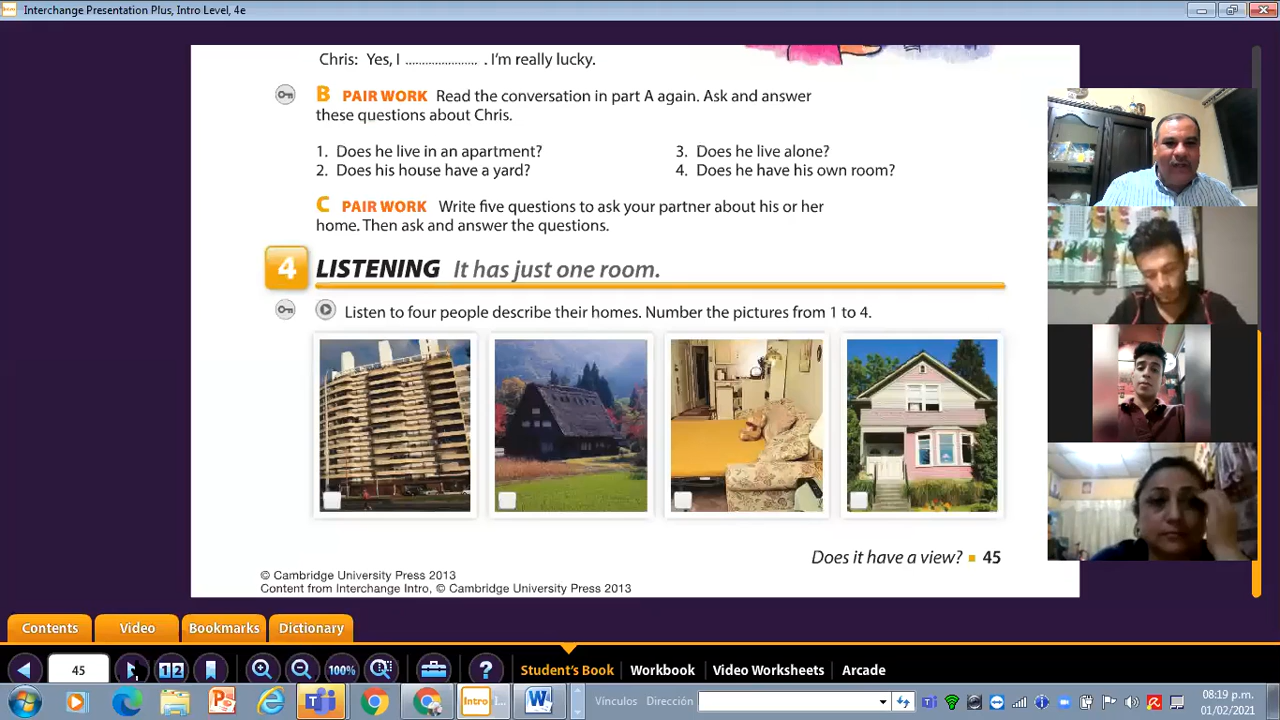 Interchange Presentation Plus, Intro Level, 4e
Chris: Yes, I ..................... . I'm really lucky.
B PAIR WORK Read the conversation in part A again. Ask and answer
these questions about Chris.
1. Does he live in an apartment?
2. Does his house have a yard?
3. Does he live alone?
4. Does he have his own room?
C PAIR WORK Write five questions to ask your partner about his or her
home. Then ask and answer the questions.
4 LISTENING It has just one room.
Listen to four people describe their homes. Number the pictures from 1 to 4.
Does it have a view? ▪ 45
© Cambridge University Press 2013
Content from Interchange Intro, © Cambridge University Press 2013
Contents Video Bookmarks Dictionary
45 12 100% ? Student's Book Workbook Video Worksheets Arcade
Intro I... Vínculos Dirección 08:19 p.m.
01/02/2021